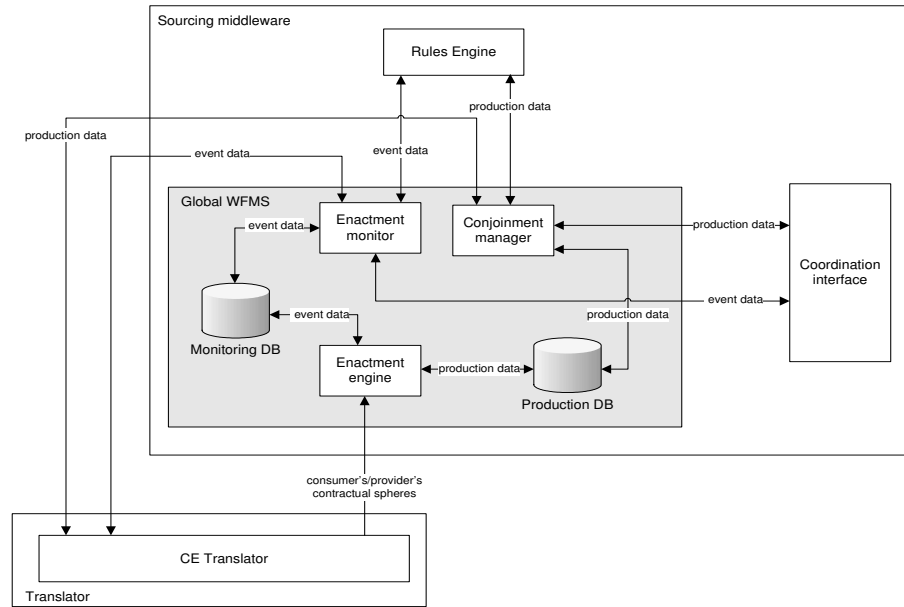 Sourcing middleware
Rules Engine
production data
production data
event data
event data
Global WFMS
Enactment
monitor
Conjoinment
manager
event data
production data
Coordination
interface
event data
event data
production data
Monitoring DB
Enactment
engine
production data
Production DB
consumer's/provider's
contractual spheres
CE Translator
Translator